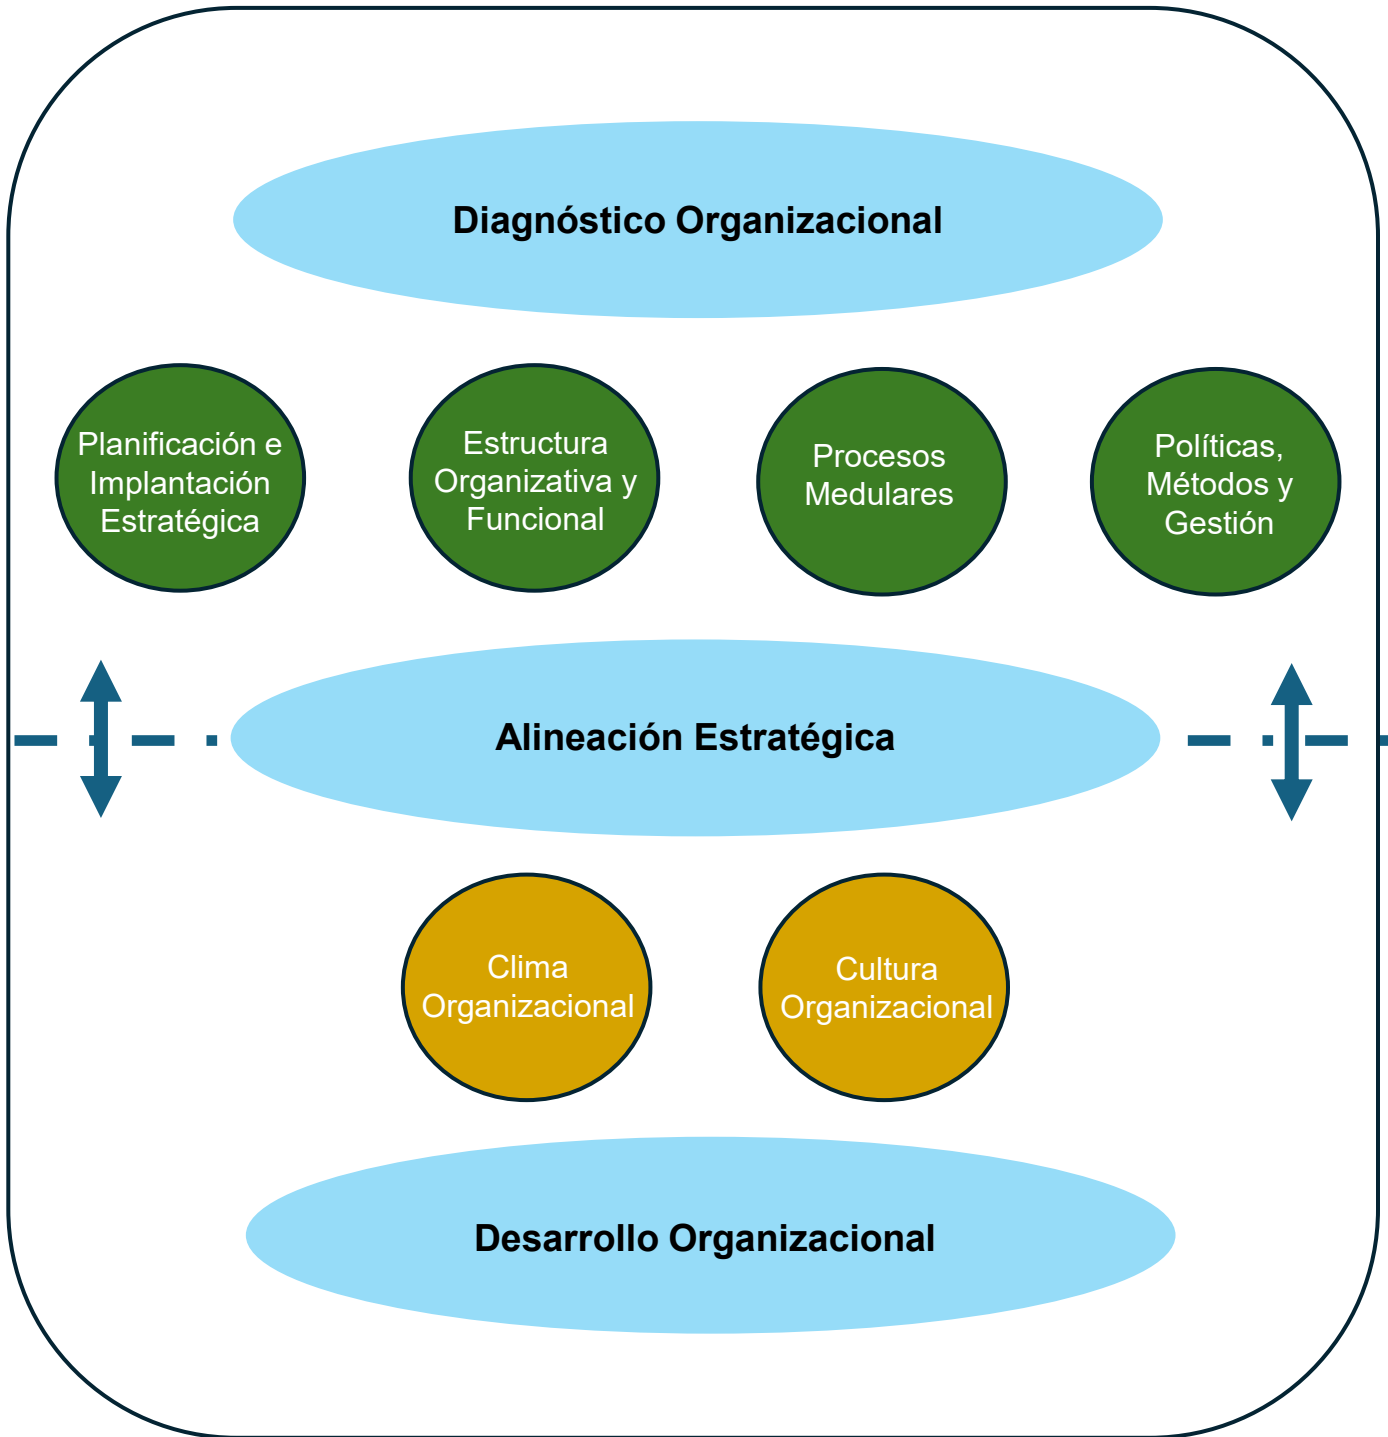 Diagnóstico Organizacional
Planificación e
Implantación
Estratégica
Estructura
Organizativa y
Funcional
Procesos
Medulares
Políticas,
Métodos y
Gestión
Alineación Estratégica
Clima
Organizacional
Cultura
Organizacional
Desarrollo Organizacional